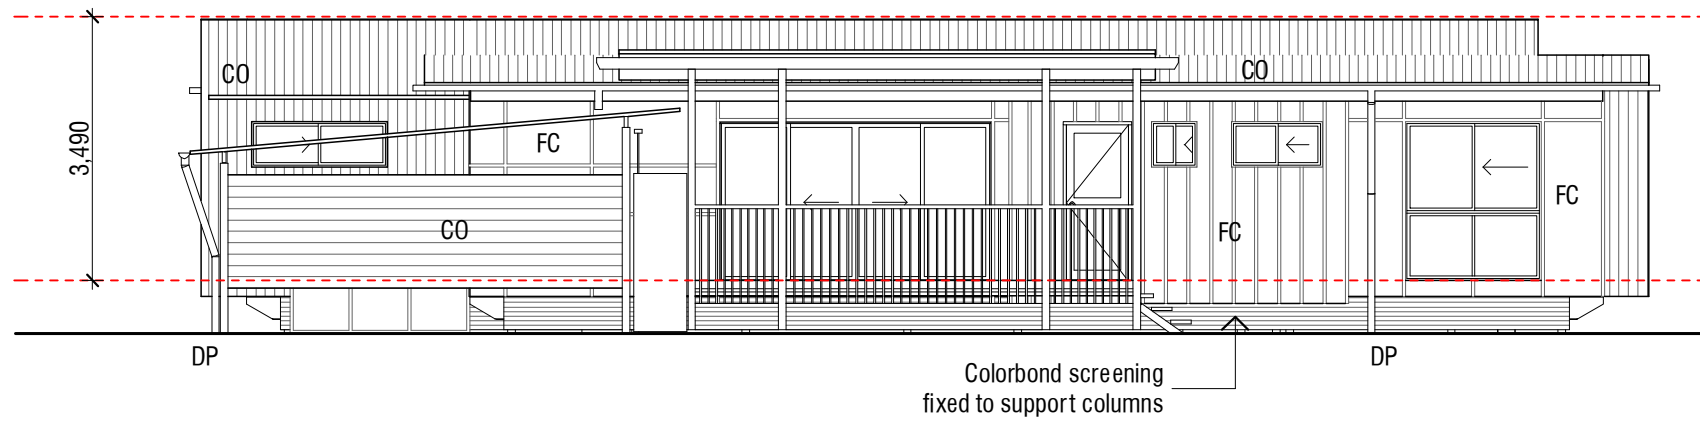 CO
CO
3,490
FC
FC
CO
FC
DP
DP
Colorbond screening
fixed to support columns